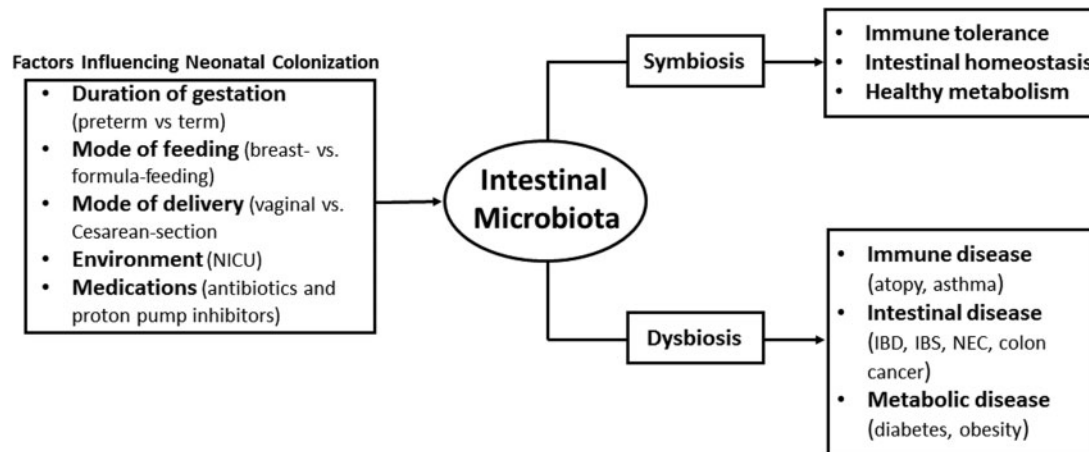 Factors Influencing Neonatal Colonization
• Duration of gestation
(preterm vs term)
• Mode of feeding (breast- vs.
formula-feeding)
• Mode of delivery (vaginal vs.
Cesarean-section
• Environment (NICU)
• Medications (antibiotics and
proton pump inhibitors)
Intestinal
Microbiota
Symbiosis
• Immune tolerance
• Intestinal homeostasis
• Healthy metabolism
Dysbiosis
• Immune disease
(atopy, asthma)
• Intestinal disease
(IBD, IBS, NEC, colon
cancer)
• Metabolic disease
(diabetes, obesity)